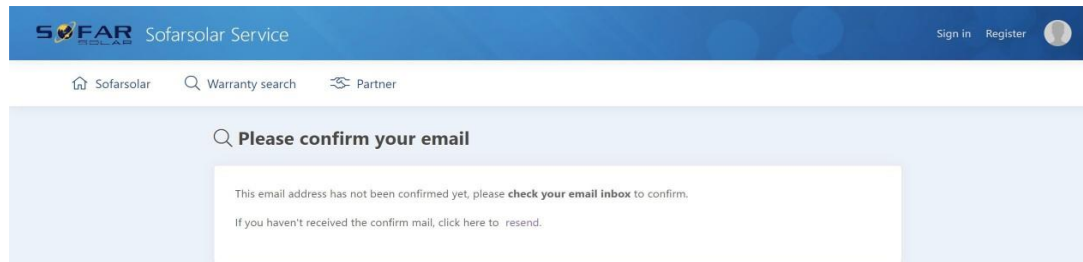 SOFAR
SOLAR
Sofarsolar Service
Sign in Register
Sofarsolar Warranty search Partner
Please confirm your email
This email address has not been confirmed yet, please check your email inbox to confirm.
If you haven't received the confirm mail, click here to resend.